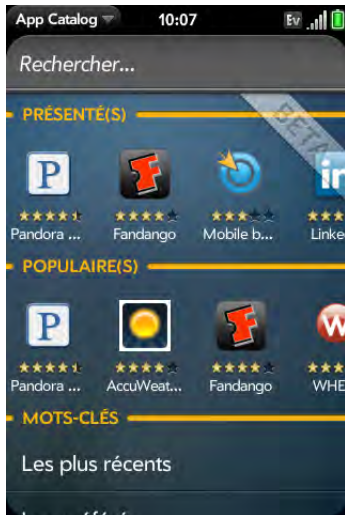 App Catalog 10:07 Ev
Rechercher...
BETA
PRÉSENTÉ(S)
P
F
in
Pandora ... Fandango Mobile b... Linke
POPULAIRE(S)
P
F
W
Pandora ... AccuWeat... Fandango WHE
MOTS-CLÉS
Les plus récents